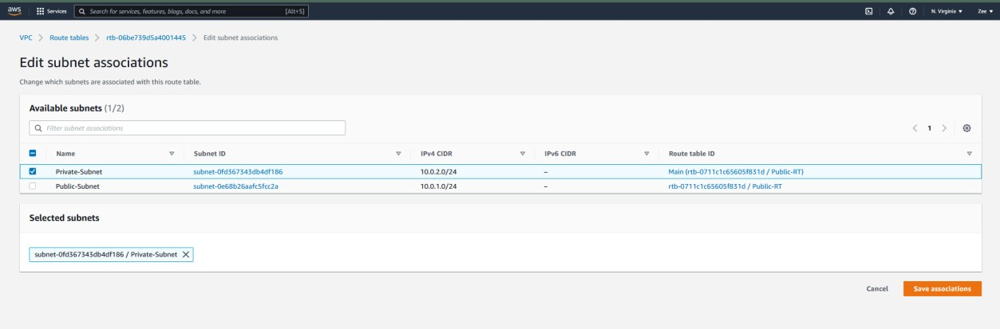 aws Services Search for services, features, blogs, docs, and more [Alt+S] N. Virginia ▼ Zee ▼
VPC > Route tables > rtb-06be739d5a4001445 > Edit subnet associations
Edit subnet associations
Change which subnets are associated with this route table.
Available subnets (1/2)
Filter subnet associations
< 1 >
Name Subnet ID IPv4 CIDR IPv6 CIDR Route table ID
Private-Subnet subnet-0fd367343db4df186 10.0.2.0/24 – Main (rtb-0711c1c65605f831d / Public-RT)
Public-Subnet subnet-0e68b26aafc5fcc2a 10.0.1.0/24 – rtb-0711c1c65605f831d / Public-RT
Selected subnets
subnet-0fd367343db4df186 / Private-Subnet X
Cancel Save associations